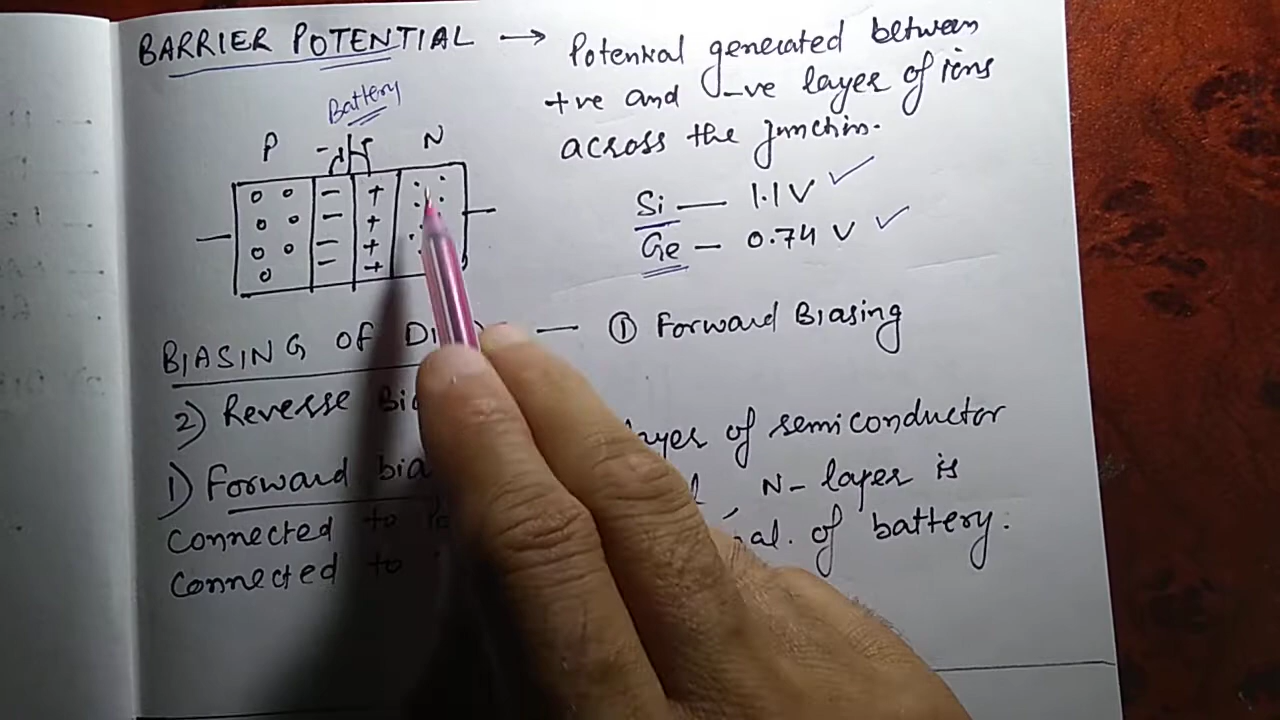 BARRIER POTENTIAL → Potential generated between
+ve and -ve layer of ions
across the junction.
Battery
P - + N
Si — 1.1 V ✓
Ge — 0.74 V ✓
BIASING OF — ① Forward Biasing
2) Reverse
1) Forward
layer of semiconductor
connected to N- layer is
connected to of battery.